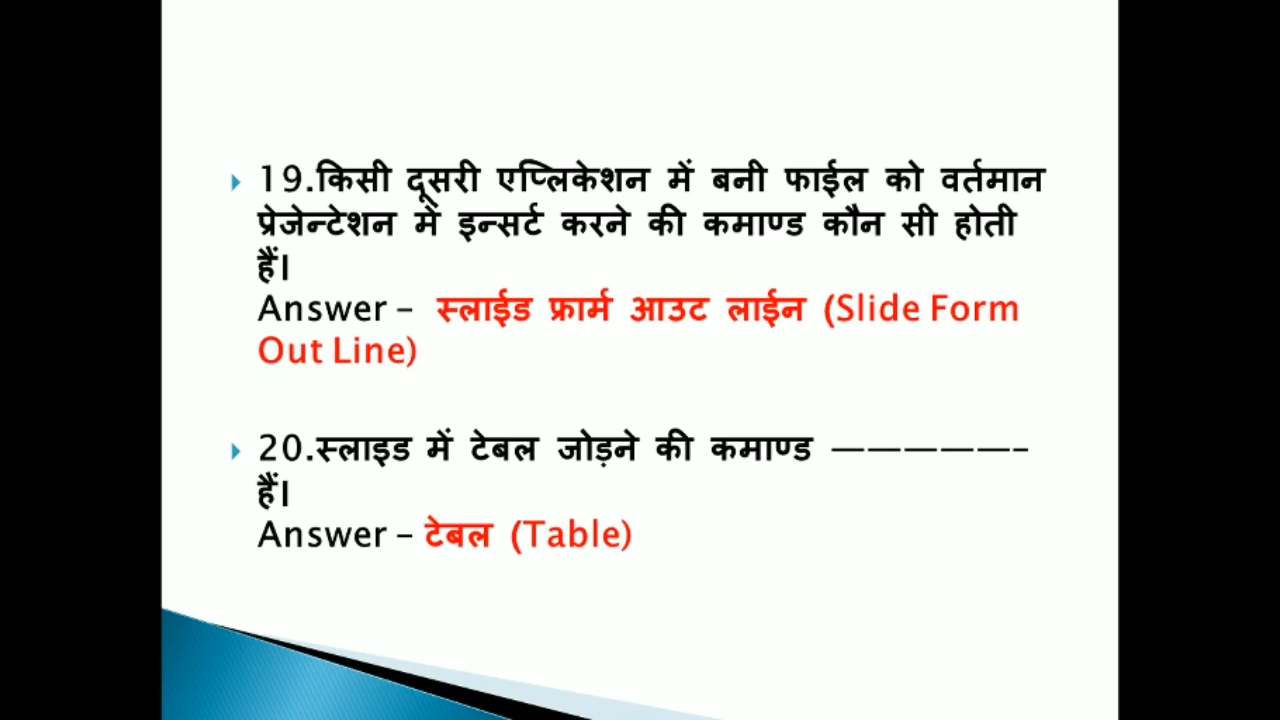 19.किसी दूसरी एप्लिकेशन में बनी फाईल को वर्तमान
प्रेजेन्टेशन में इन्सर्ट करने की कमाण्ड कौन सी होती
हैं।
Answer – स्लाईड फ्रार्म आउट लाईन (Slide Form
Out Line)
20.स्लाइड में टेबल जोड़ने की कमाण्ड —————–
हैं।
Answer – टेबल (Table)